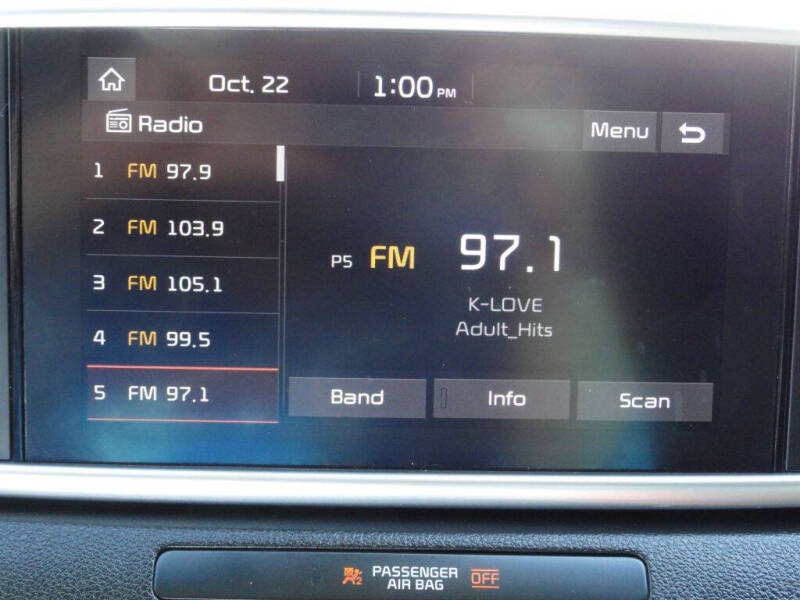 Oct. 22 1:00 PM
Radio Menu
1 FM 97.9
2 FM 103.9
3 FM 105.1
4 FM 99.5
5 FM 97.1
P5 FM 97.1
K-LOVE
Adult_Hits
Band Info Scan
PASSENGER
AIR BAG OFF
2